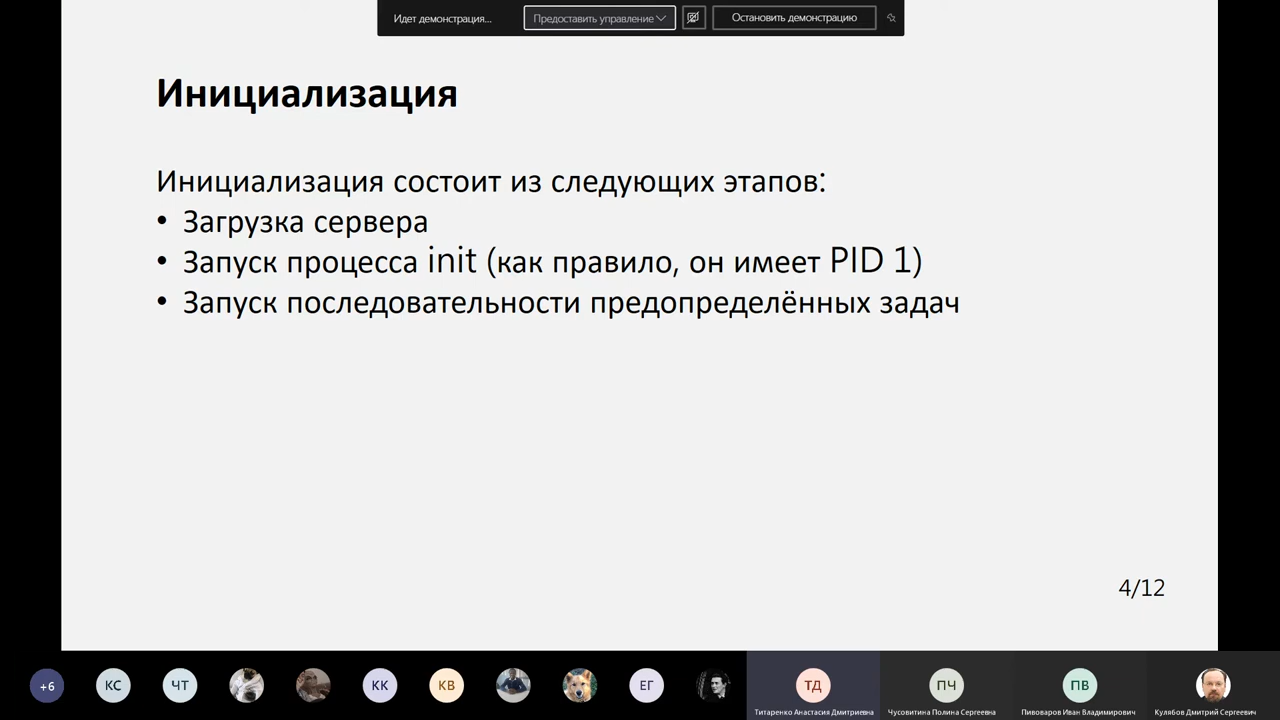 Идет демонстрация...
Предоставить управление
Остановить демонстрацию
Инициализация
Инициализация состоит из следующих этапов:
• Загрузка сервера
• Запуск процесса init (как правило, он имеет PID 1)
• Запуск последовательности предопределённых задач
4/12
+6
КС
ЧТ
КК
КВ
ЕГ
ТД
ПЧ
ПВ
Титаренко Анастасия Дмитриевна
Чусовитина Полина Сергеевна
Пивоваров Иван Владимирович
Кулябов Дмитрий Сергеевич